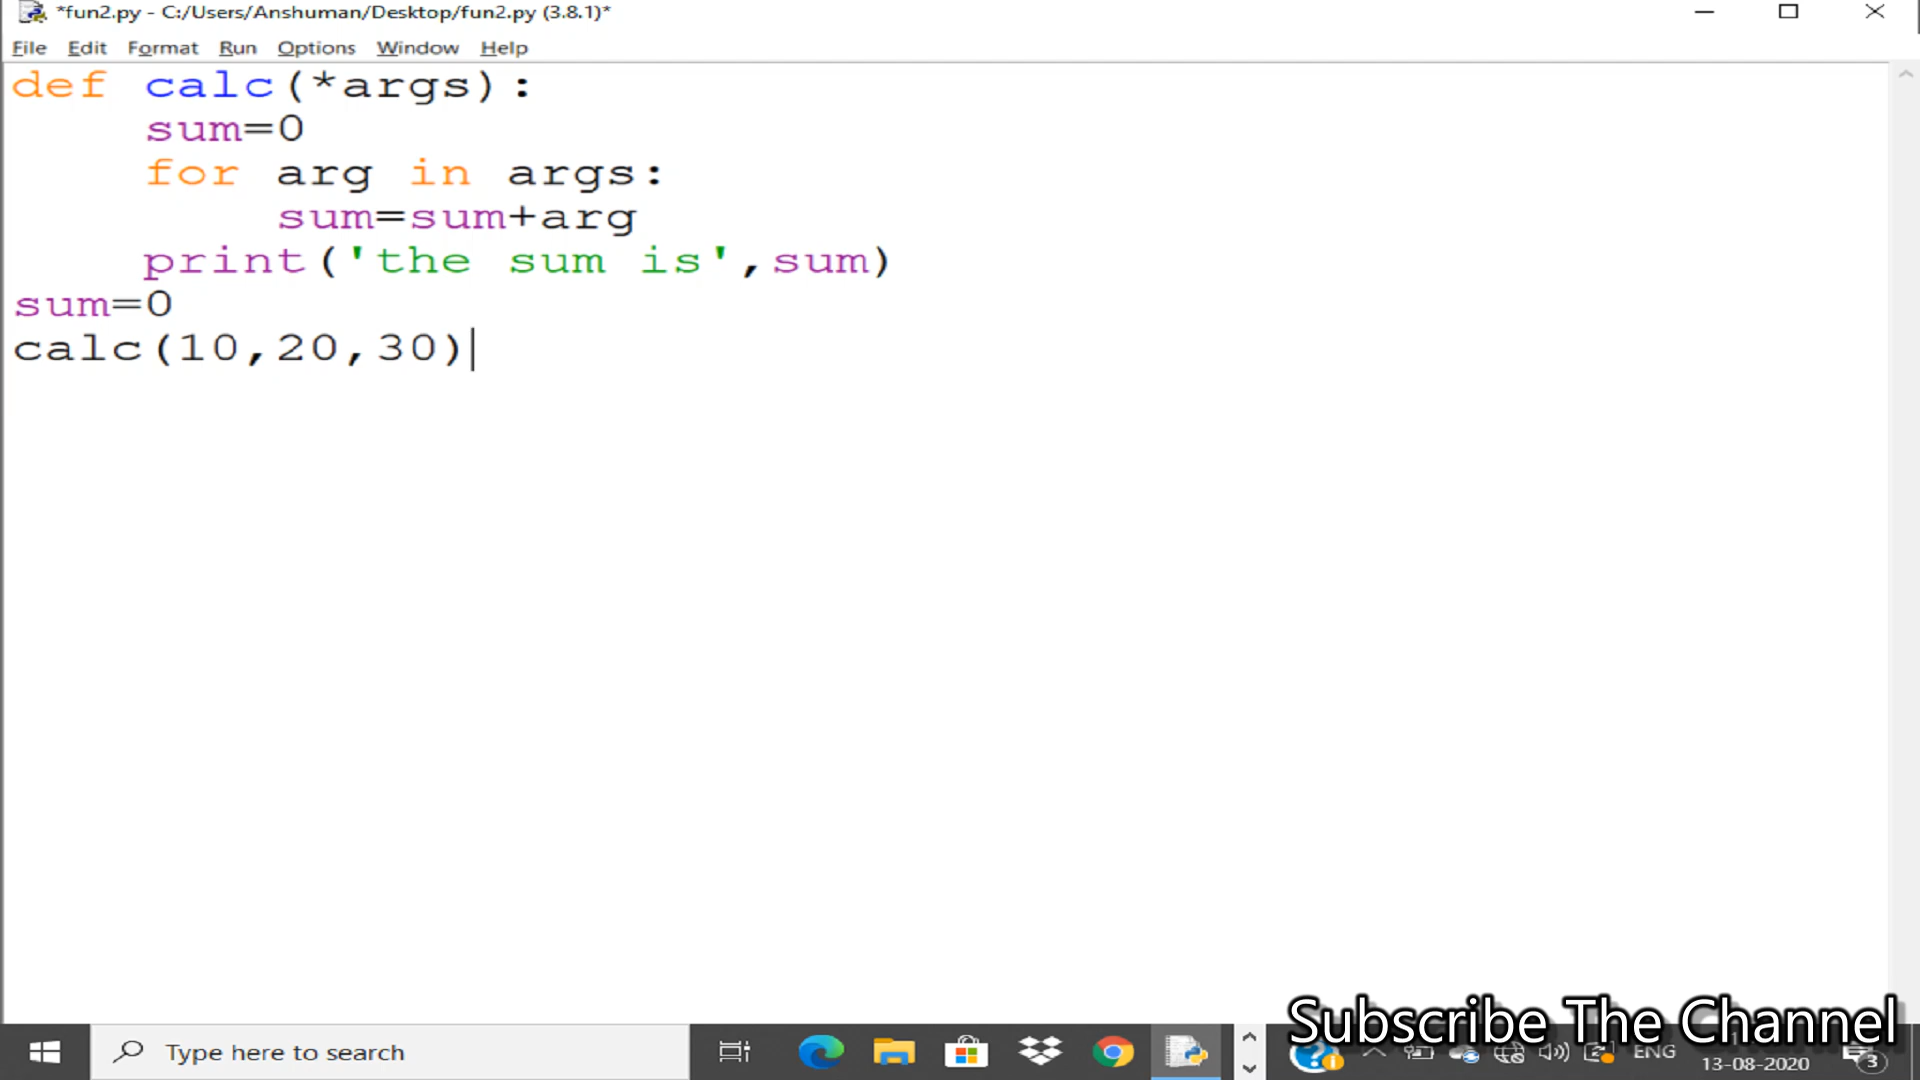 *fun2.py - C:/Users/Anshuman/Desktop/fun2.py (3.8.1)*
File Edit Format Run Options Window Help
def calc(*args):
    sum=0
    for arg in args:
        sum=sum+arg
    print('the sum is',sum)
sum=0
calc(10,20,30)
Subscribe The Channel
Type here to search
ENG
13-08-2020
3